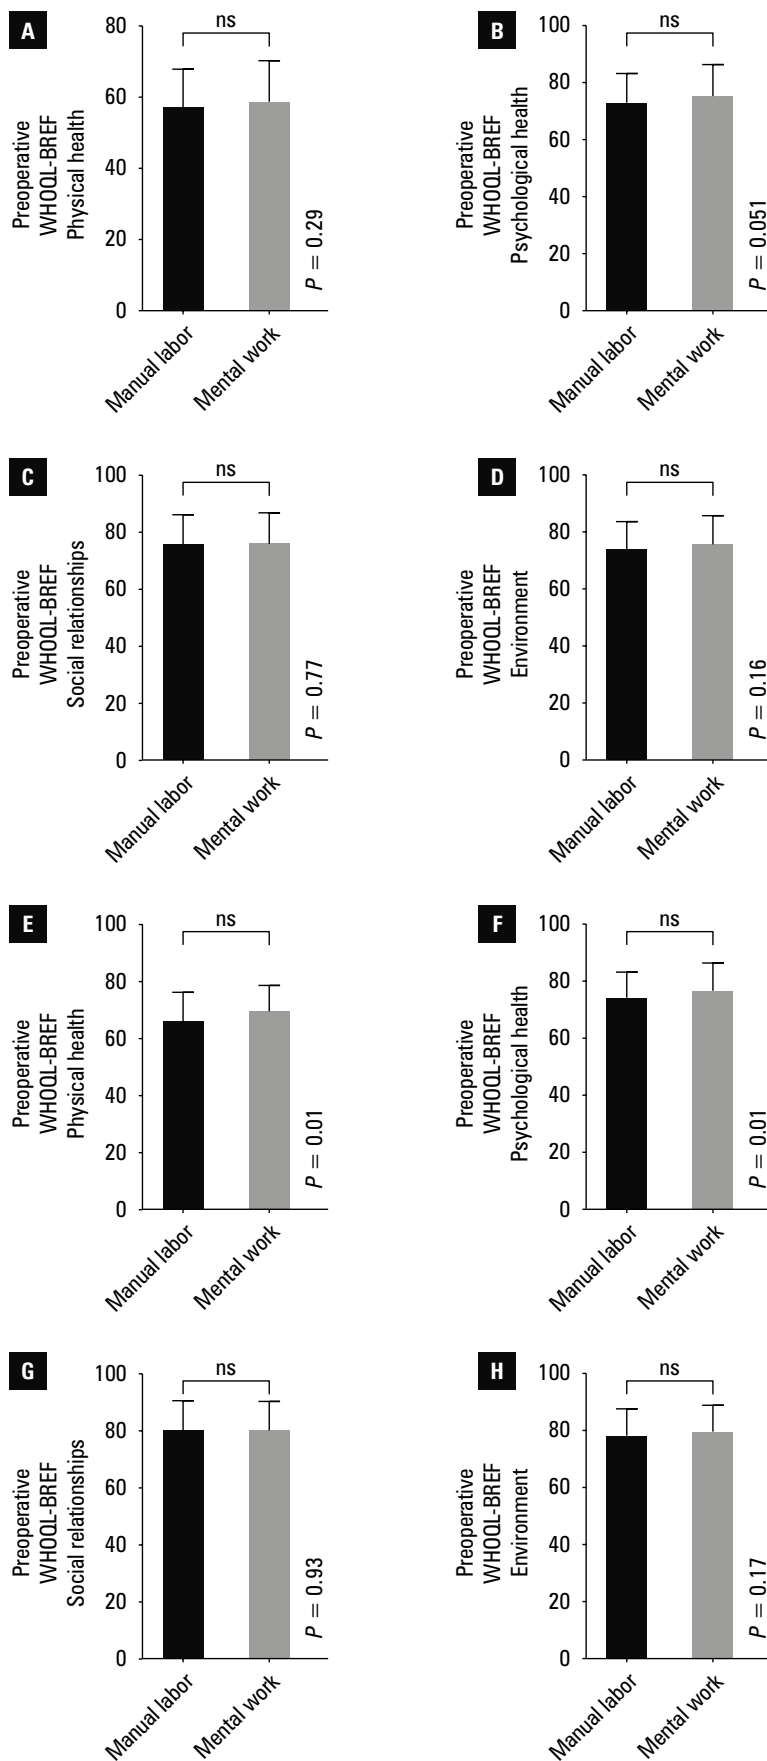 A
Preoperative
WHOQL-BREF
Physical health
80
60
40
20
0
ns
P = 0.29
Manual labor
Mental work
B
Preoperative
WHOQL-BREF
Psychological health
100
80
60
40
20
0
ns
P = 0.051
Manual labor
Mental work
C
Preoperative
WHOQL-BREF
Social relationships
100
80
60
40
20
0
ns
P = 0.77
Manual labor
Mental work
D
Preoperative
WHOQL-BREF
Environment
100
80
60
40
20
0
ns
P = 0.16
Manual labor
Mental work
E
Preoperative
WHOQL-BREF
Physical health
100
80
60
40
20
0
ns
P = 0.01
Manual labor
Mental work
F
Preoperative
WHOQL-BREF
Psychological health
100
80
60
40
20
0
ns
P = 0.01
Manual labor
Mental work
G
Preoperative
WHOQL-BREF
Social relationships
100
80
60
40
20
0
ns
P = 0.93
Manual labor
Mental work
H
Preoperative
WHOQL-BREF
Environment
100
80
60
40
20
0
ns
P = 0.17
Manual labor
Mental work